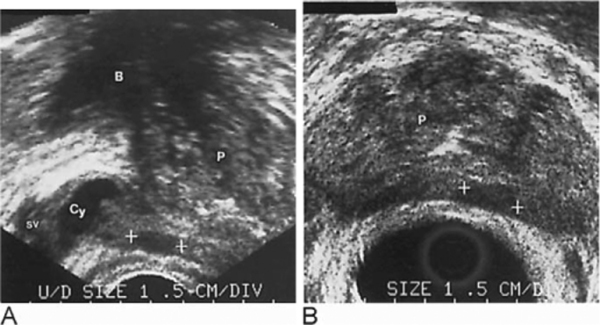 B
P
Cy
SV
U/D SIZE 1 .5 CM/DIV
A
P
SIZE 1 .5 CM/DIV
B